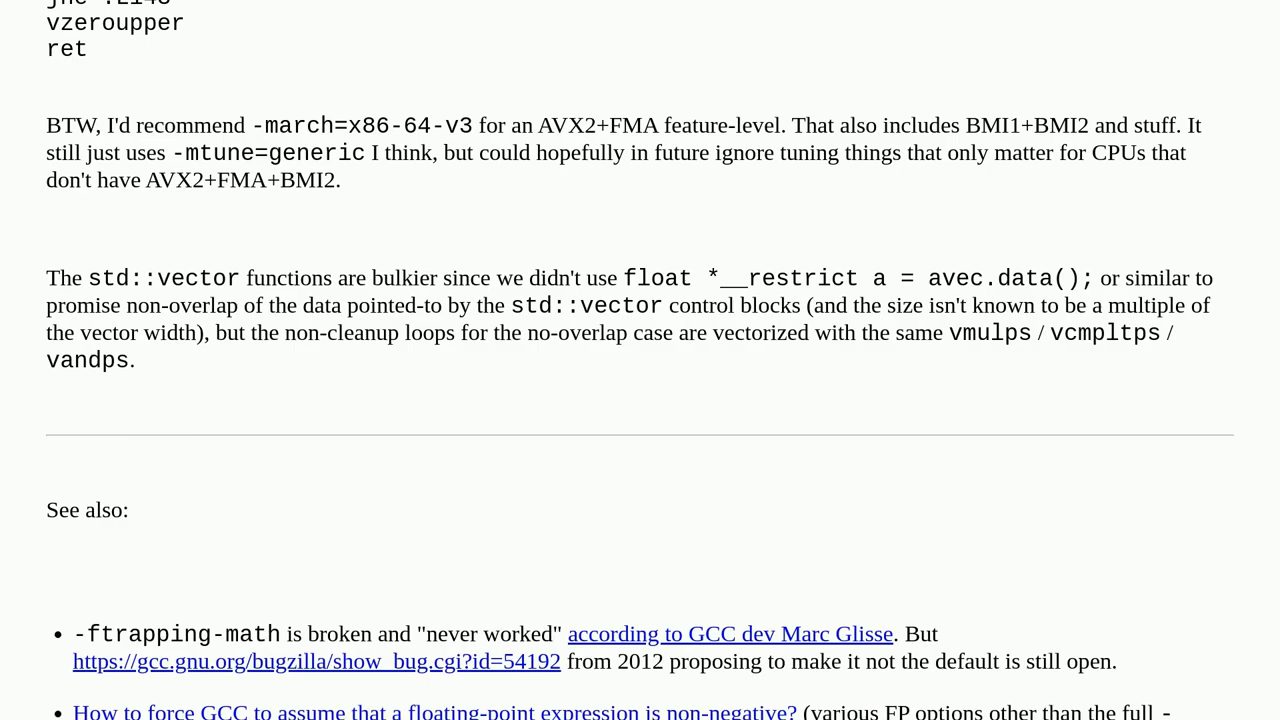 vzeroupper
ret
BTW, I'd recommend -march=x86-64-v3 for an AVX2+FMA feature-level. That also includes BMI1+BMI2 and stuff. It
still just uses -mtune=generic I think, but could hopefully in future ignore tuning things that only matter for CPUs that
don't have AVX2+FMA+BMI2.
The std::vector functions are bulkier since we didn't use float *__restrict a = avec.data(); or similar to
promise non-overlap of the data pointed-to by the std::vector control blocks (and the size isn't known to be a multiple of
the vector width), but the non-cleanup loops for the no-overlap case are vectorized with the same vmulps / vcmpltps /
vandps.
See also:
• -ftrapping-math is broken and "never worked" according to GCC dev Marc Glisse. But
https://gcc.gnu.org/bugzilla/show_bug.cgi?id=54192 from 2012 proposing to make it not the default is still open.
• How to force GCC to assume that a floating-point expression is non-negative? (various FP options other than the full -